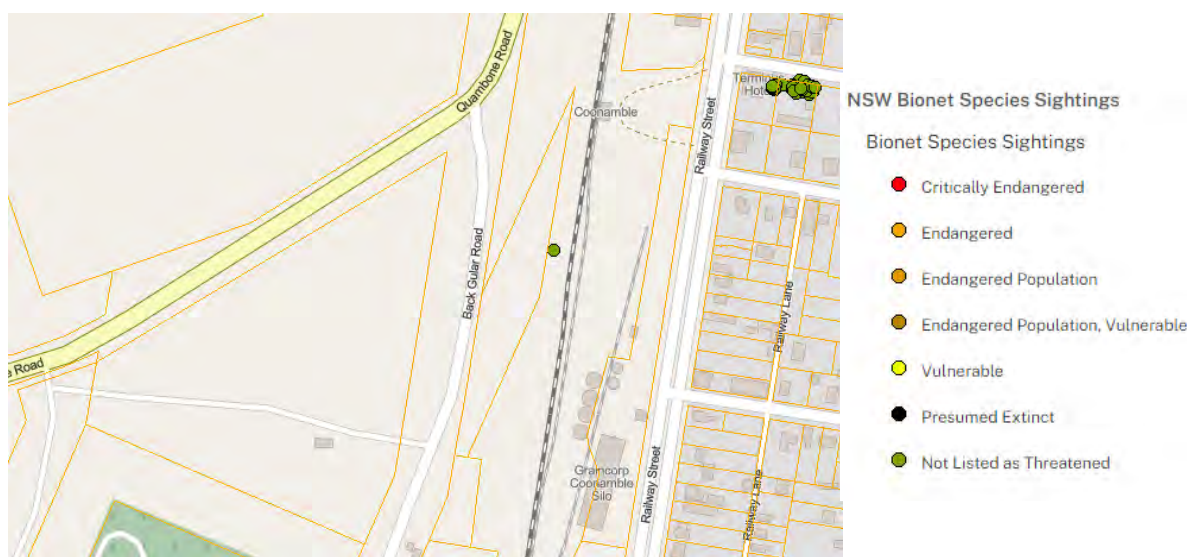 Quambone Road
Terminus
Hotel
Coonamble
Railway Street
Back Gular Road
Railway Lane
e Road
Graincorp
Coonamble
Silo
Railway Street
Railway Lane
NSW Bionet Species Sightings
Bionet Species Sightings
Critically Endangered
Endangered
Endangered Population
Endangered Population, Vulnerable
Vulnerable
Presumed Extinct
Not Listed as Threatened